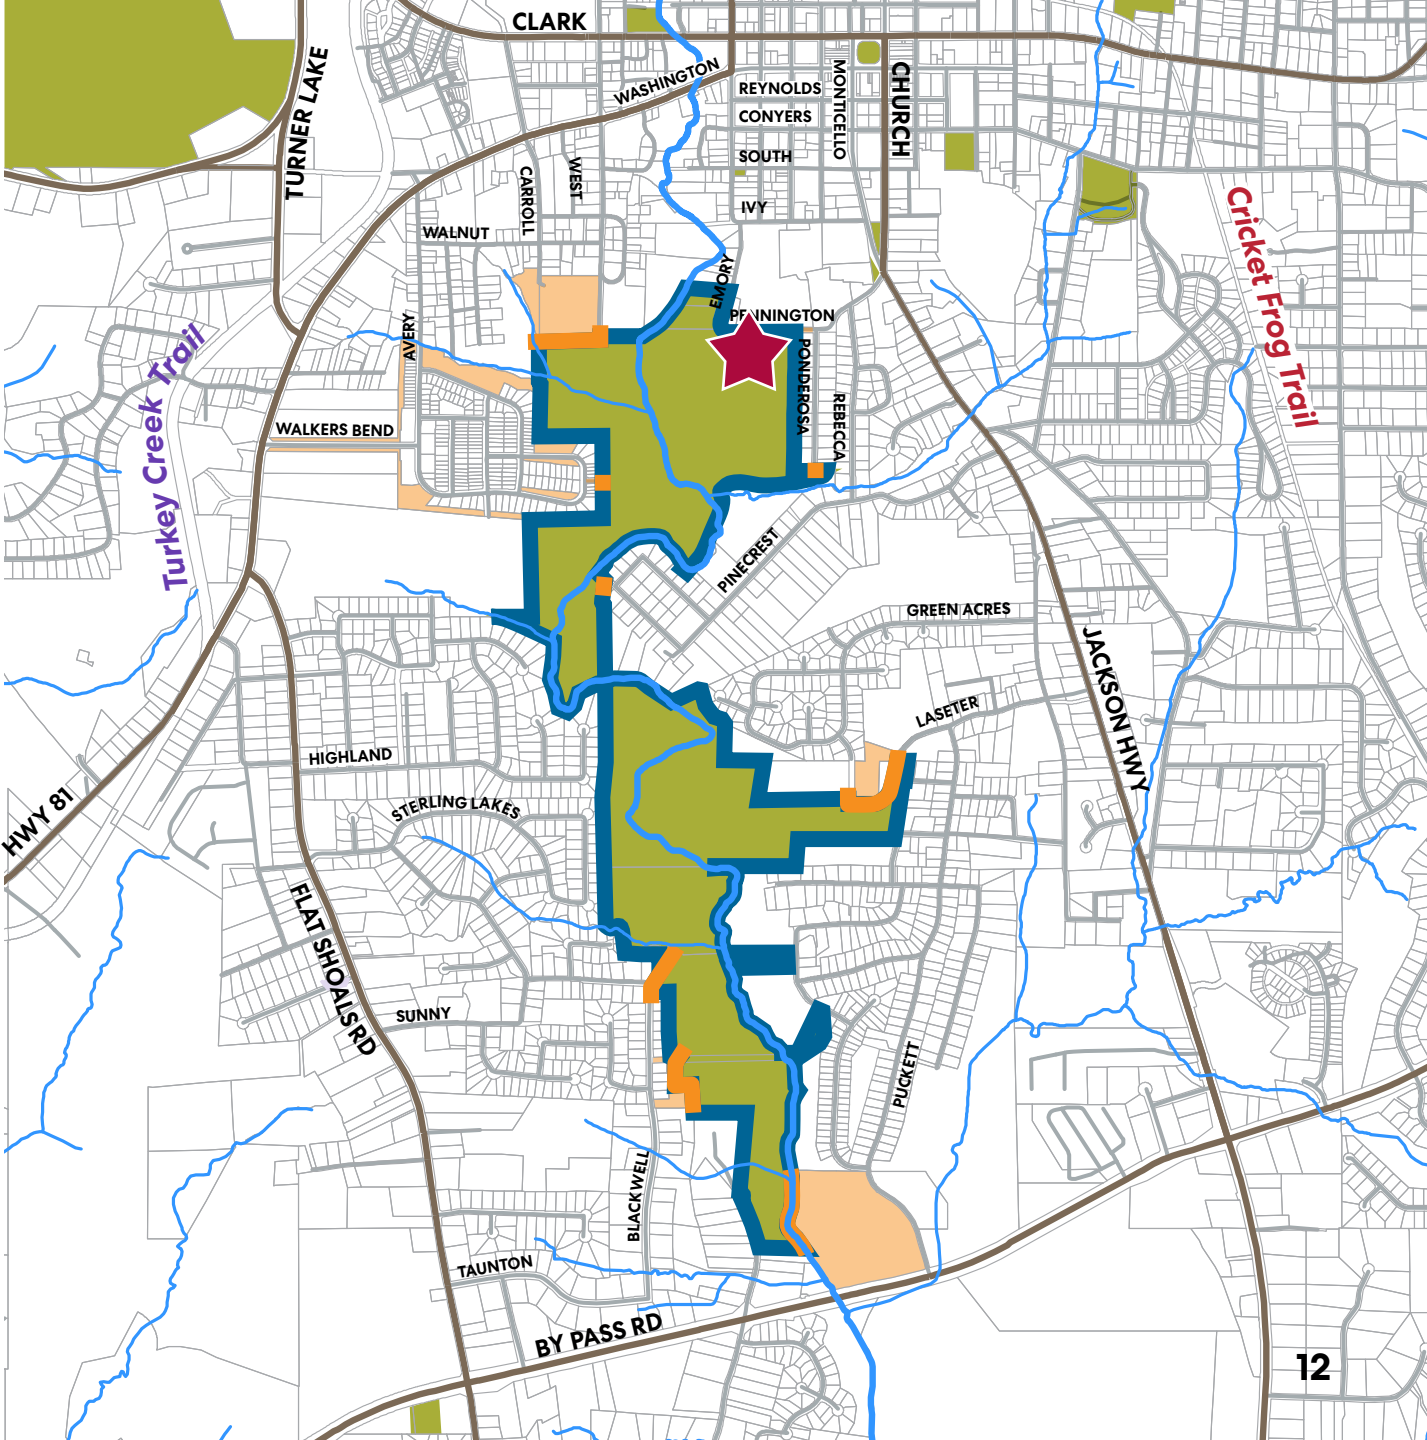 CLARK
WASHINGTON
REYNOLDS
CONYERS
MONTICELLO
CHURCH
TURNER LAKE
SOUTH
CARROLL
WEST
IVY
WALNUT
EMORY
Cricket Frog Trail
PENNINGTON
AVERY
PONDEROSA
REBECCA
Turkey Creek Trail
WALKERS BEND
PINECREST
GREEN ACRES
JACKSON HWY
LASETER
HIGHLAND
HWY 81
STERLING LAKES
FLAT SHOALS RD
SUNNY
PUCKETT
BLACKWELL
TAUNTON
BY PASS RD
12